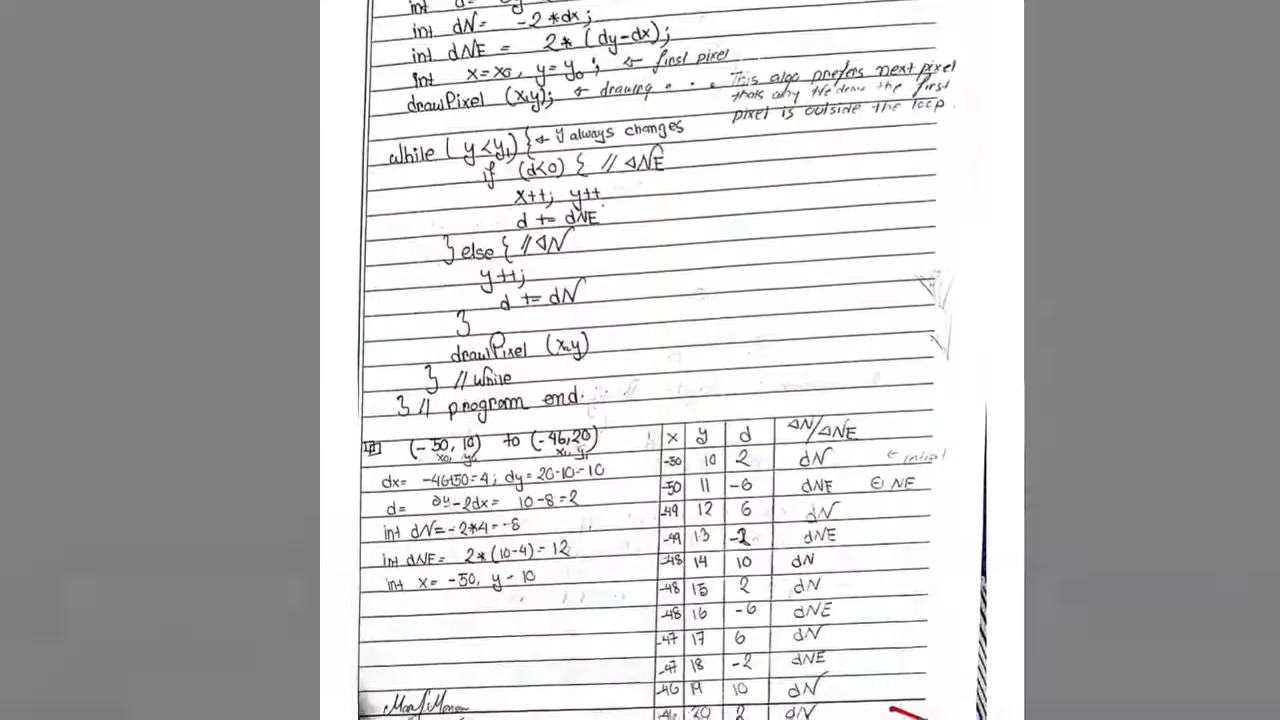 int dN = -2*dx;
int dNE = 2*(dy-dx);
int x=x0, y=y0; ← first pixel
drawPixel (x,y); ← drawing . . . This algo prefers next pixel
thats why we draw the first
pixel is outside the loop.
while (y<y1) { ← y always changes
if (d<0) { // ΔNE
x++; y++
d += dNE
} else { // ΔN
y++;
d += dN
}
drawPixel (x,y)
} // while
} // program end.
(-50, 10) to (-46,20)
x0, y0 x1, y1
dx= -46+50=4; dy= 20-10=10
d= dy-2dx= 10-8=2
int dN=-2*4=-8
int dNE= 2*(10-4)=12
int x= -50, y=10
x y d ΔN/ΔNE
-50 10 2 dN ← initial
-50 11 -6 dNE NE
-49 12 6 dN
-49 13 -2 dNE
-48 14 10 dN
-48 15 2 dN
-48 16 -6 dNE
-47 17 6 dN
-47 18 -2 dNE
-46 19 10 dN
-46 20 2 dN